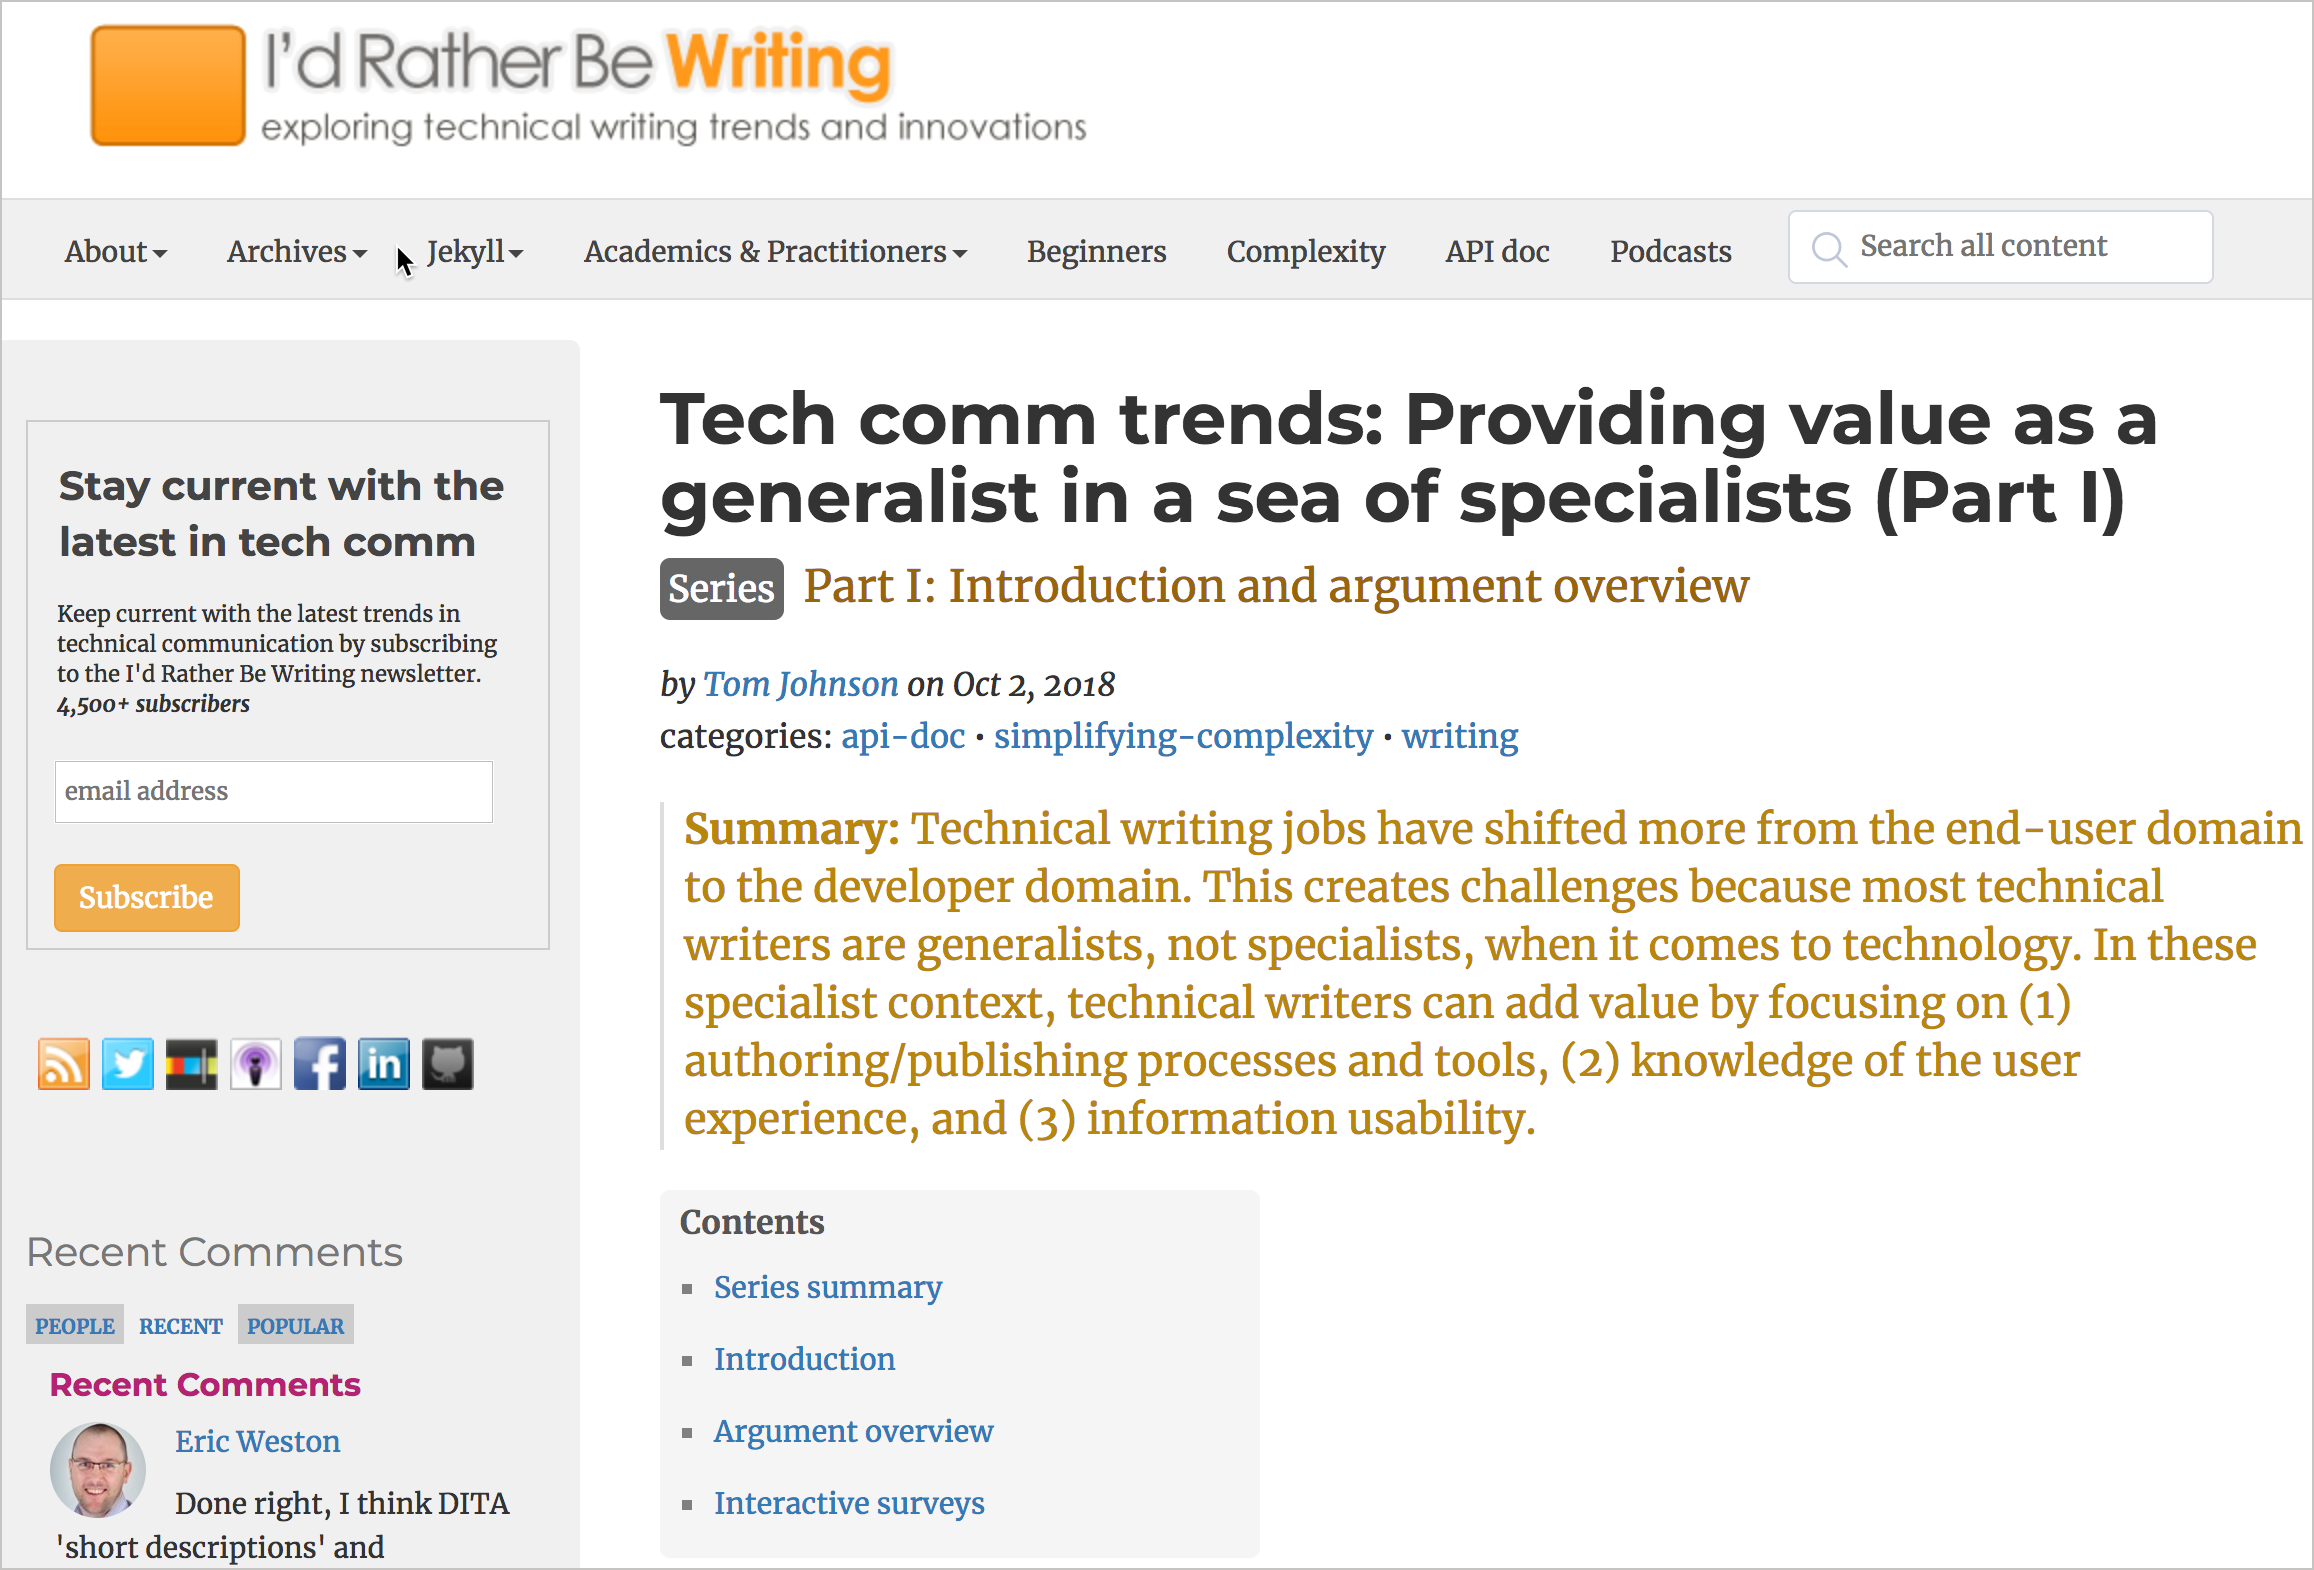 I'd Rather Be Writing
exploring technical writing trends and innovations
About
Archives
Jekyll
Academics & Practitioners
Beginners
Complexity
API doc
Podcasts
Search all content
Stay current with the
latest in tech comm
Keep current with the latest trends in
technical communication by subscribing
to the I'd Rather Be Writing newsletter.
4,500+ subscribers
email address
Subscribe
in
Recent Comments
PEOPLE RECENT POPULAR
Recent Comments
Eric Weston
Done right, I think DITA
'short descriptions' and
Tech comm trends: Providing value as a
generalist in a sea of specialists (Part I)
Series Part I: Introduction and argument overview
by Tom Johnson on Oct 2, 2018
categories: api-doc • simplifying-complexity • writing
Summary: Technical writing jobs have shifted more from the end-user domain
to the developer domain. This creates challenges because most technical
writers are generalists, not specialists, when it comes to technology. In these
specialist context, technical writers can add value by focusing on (1)
authoring/publishing processes and tools, (2) knowledge of the user
experience, and (3) information usability.
Contents
Series summary
Introduction
Argument overview
Interactive surveys